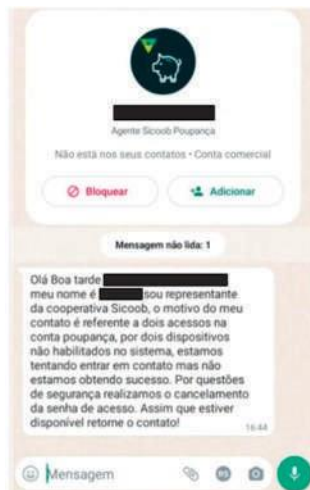 Agente Sicoob Poupança
Não está nos seus contatos • Conta comercial
Bloquear
Adicionar
Mensagem não lida: 1
Olá Boa tarde
meu nome é sou representante
da cooperativa Sicoob, o motivo do meu
contato é referente a dois acessos na
conta poupança, por dois dispositivos
não habilitados no sistema, estamos
tentando entrar em contato mas não
estamos obtendo sucesso. Por questões
de segurança realizamos o cancelamento
da senha de acesso. Assim que estiver
disponível retorne o contato!
16:44
Mensagem